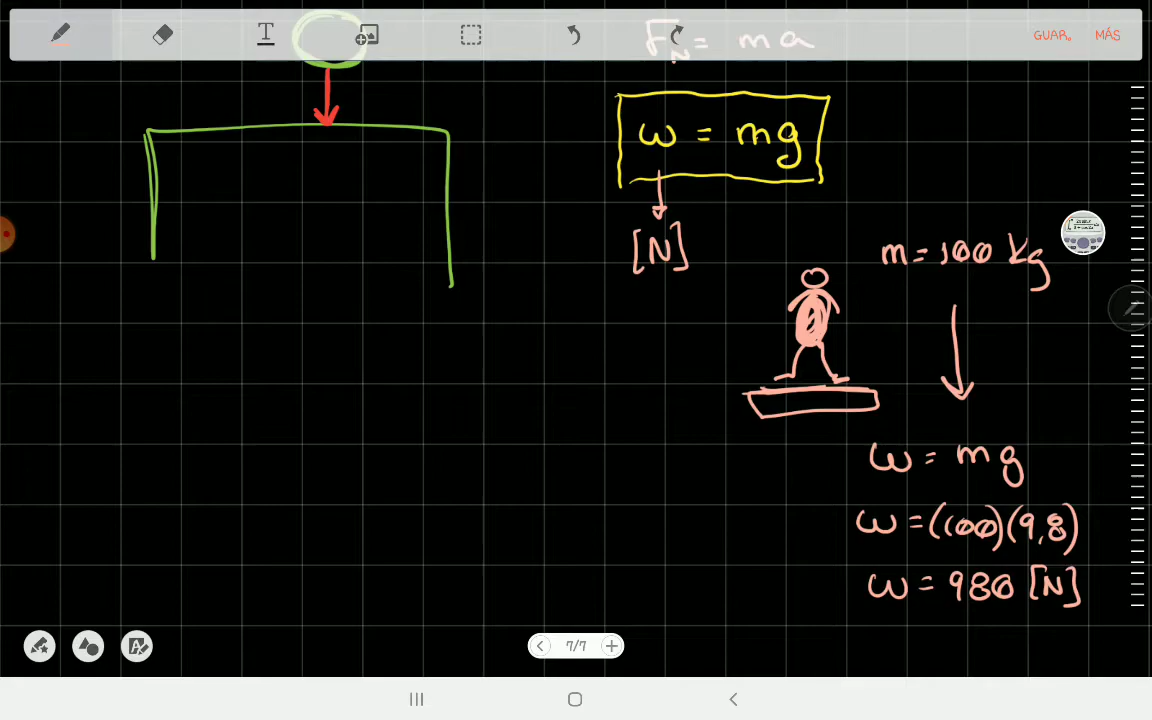 T
GUAR. MÁS
F_N = ma
w = mg
[N]
m = 100 kg
w = mg
w = (100)(9,8)
w = 980 [N]
7/7